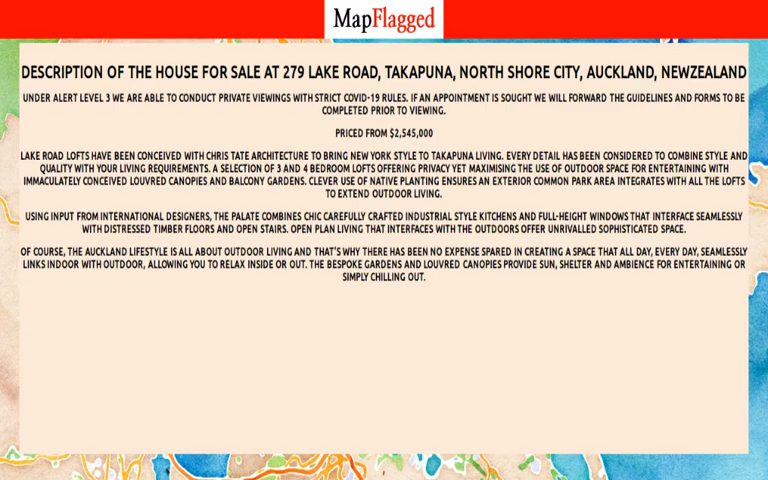 MapFlagged
DESCRIPTION OF THE HOUSE FOR SALE AT 279 LAKE ROAD, TAKAPUNA, NORTH SHORE CITY, AUCKLAND, NEWZEALAND
UNDER ALERT LEVEL 3 WE ARE ABLE TO CONDUCT PRIVATE VIEWINGS WITH STRICT COVID-19 RULES. IF AN APPOINTMENT IS SOUGHT WE WILL FORWARD THE GUIDELINES AND FORMS TO BE
COMPLETED PRIOR TO VIEWING.
PRICED FROM $2,545,000
LAKE ROAD LOFTS HAVE BEEN CONCEIVED WITH CHRIS TATE ARCHITECTURE TO BRING NEW YORK STYLE TO TAKAPUNA LIVING. EVERY DETAIL HAS BEEN CONSIDERED TO COMBINE STYLE AND
QUALITY WITH YOUR LIVING REQUIREMENTS. A SELECTION OF 3 AND 4 BEDROOM LOFTS OFFERING PRIVACY YET MAXIMISING THE USE OF OUTDOOR SPACE FOR ENTERTAINING WITH
IMMACULATELY CONCEIVED LOUVRED CANOPIES AND BALCONY GARDENS. CLEVER USE OF NATIVE PLANTING ENSURES AN EXTERIOR COMMON PARK AREA INTEGRATES WITH ALL THE LOFTS
TO EXTEND OUTDOOR LIVING.
USING INPUT FROM INTERNATIONAL DESIGNERS, THE PALATE COMBINES CHIC CAREFULLY CRAFTED INDUSTRIAL STYLE KITCHENS AND FULL-HEIGHT WINDOWS THAT INTERFACE SEAMLESSLY
WITH DISTRESSED TIMBER FLOORS AND OPEN STAIRS. OPEN PLAN LIVING THAT INTERFACES WITH THE OUTDOORS OFFER UNRIVALLED SOPHISTICATED SPACE.
OF COURSE, THE AUCKLAND LIFESTYLE IS ALL ABOUT OUTDOOR LIVING AND THAT'S WHY THERE HAS BEEN NO EXPENSE SPARED IN CREATING A SPACE THAT ALL DAY, EVERY DAY, SEAMLESSLY
LINKS INDOOR WITH OUTDOOR, ALLOWING YOU TO RELAX INSIDE OR OUT. THE BESPOKE GARDENS AND LOUVRED CANOPIES PROVIDE SUN, SHELTER AND AMBIENCE FOR ENTERTAINING OR
SIMPLY CHILLING OUT.